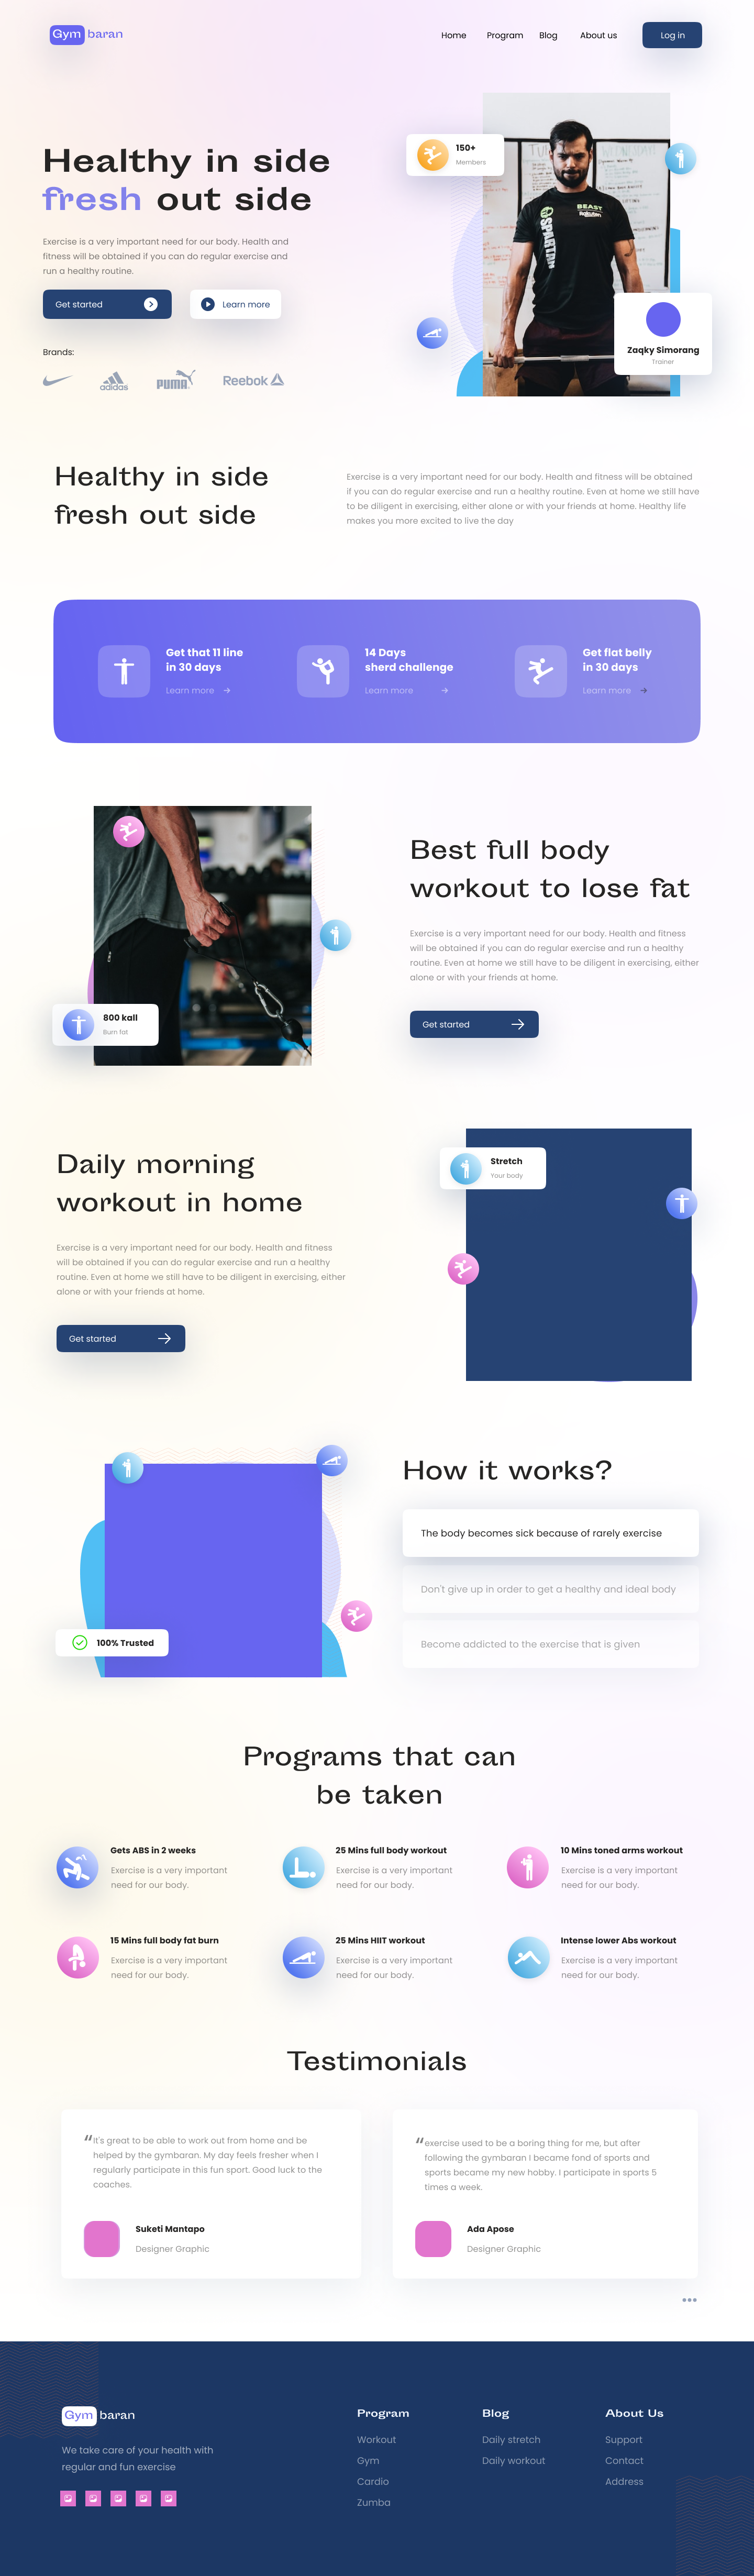 Gym baran
Home Program Blog About us Log in
Healthy in side
fresh out side
Exercise is a very important need for our body. Health and
fitness will be obtained if you can do regular exercise and
run a healthy routine.
Get started
Learn more
Brands:
adidas
PUMA
Reebok
150+
Members
BEAST
SPARTAN
Zaqky Simorang
Trainer
Healthy in side
fresh out side
Exercise is a very important need for our body. Health and fitness will be obtained
if you can do regular exercise and run a healthy routine. Even at home we still have
to be diligent in exercising, either alone or with your friends at home. Healthy life
makes you more excited to live the day
Get that 11 line
in 30 days
Learn more
14 Days
sherd challenge
Learn more
Get flat belly
in 30 days
Learn more
800 kall
Burn fat
Best full body
workout to lose fat
Exercise is a very important need for our body. Health and fitness
will be obtained if you can do regular exercise and run a healthy
routine. Even at home we still have to be diligent in exercising, either
alone or with your friends at home.
Get started
Daily morning
workout in home
Exercise is a very important need for our body. Health and fitness
will be obtained if you can do regular exercise and run a healthy
routine. Even at home we still have to be diligent in exercising, either
alone or with your friends at home.
Get started
Stretch
Your body
100% Trusted
How it works?
The body becomes sick because of rarely exercise
Don't give up in order to get a healthy and ideal body
Become addicted to the exercise that is given
Programs that can
be taken
Gets ABS in 2 weeks
Exercise is a very important
need for our body.
25 Mins full body workout
Exercise is a very important
need for our body.
10 Mins toned arms workout
Exercise is a very important
need for our body.
15 Mins full body fat burn
Exercise is a very important
need for our body.
25 Mins HIIT workout
Exercise is a very important
need for our body.
Intense lower Abs workout
Exercise is a very important
need for our body.
Testimonials
“It's great to be able to work out from home and be
helped by the gymbaran. My day feels fresher when I
regularly participate in this fun sport. Good luck to the
coaches.
Suketi Mantapo
Designer Graphic
“exercise used to be a boring thing for me, but after
following the gymbaran I became fond of sports and
sports became my new hobby. I participate in sports 5
times a week.
Ada Apose
Designer Graphic
Gym baran
We take care of your health with
regular and fun exercise
Program
Workout
Gym
Cardio
Zumba
Blog
Daily stretch
Daily workout
About Us
Support
Contact
Address